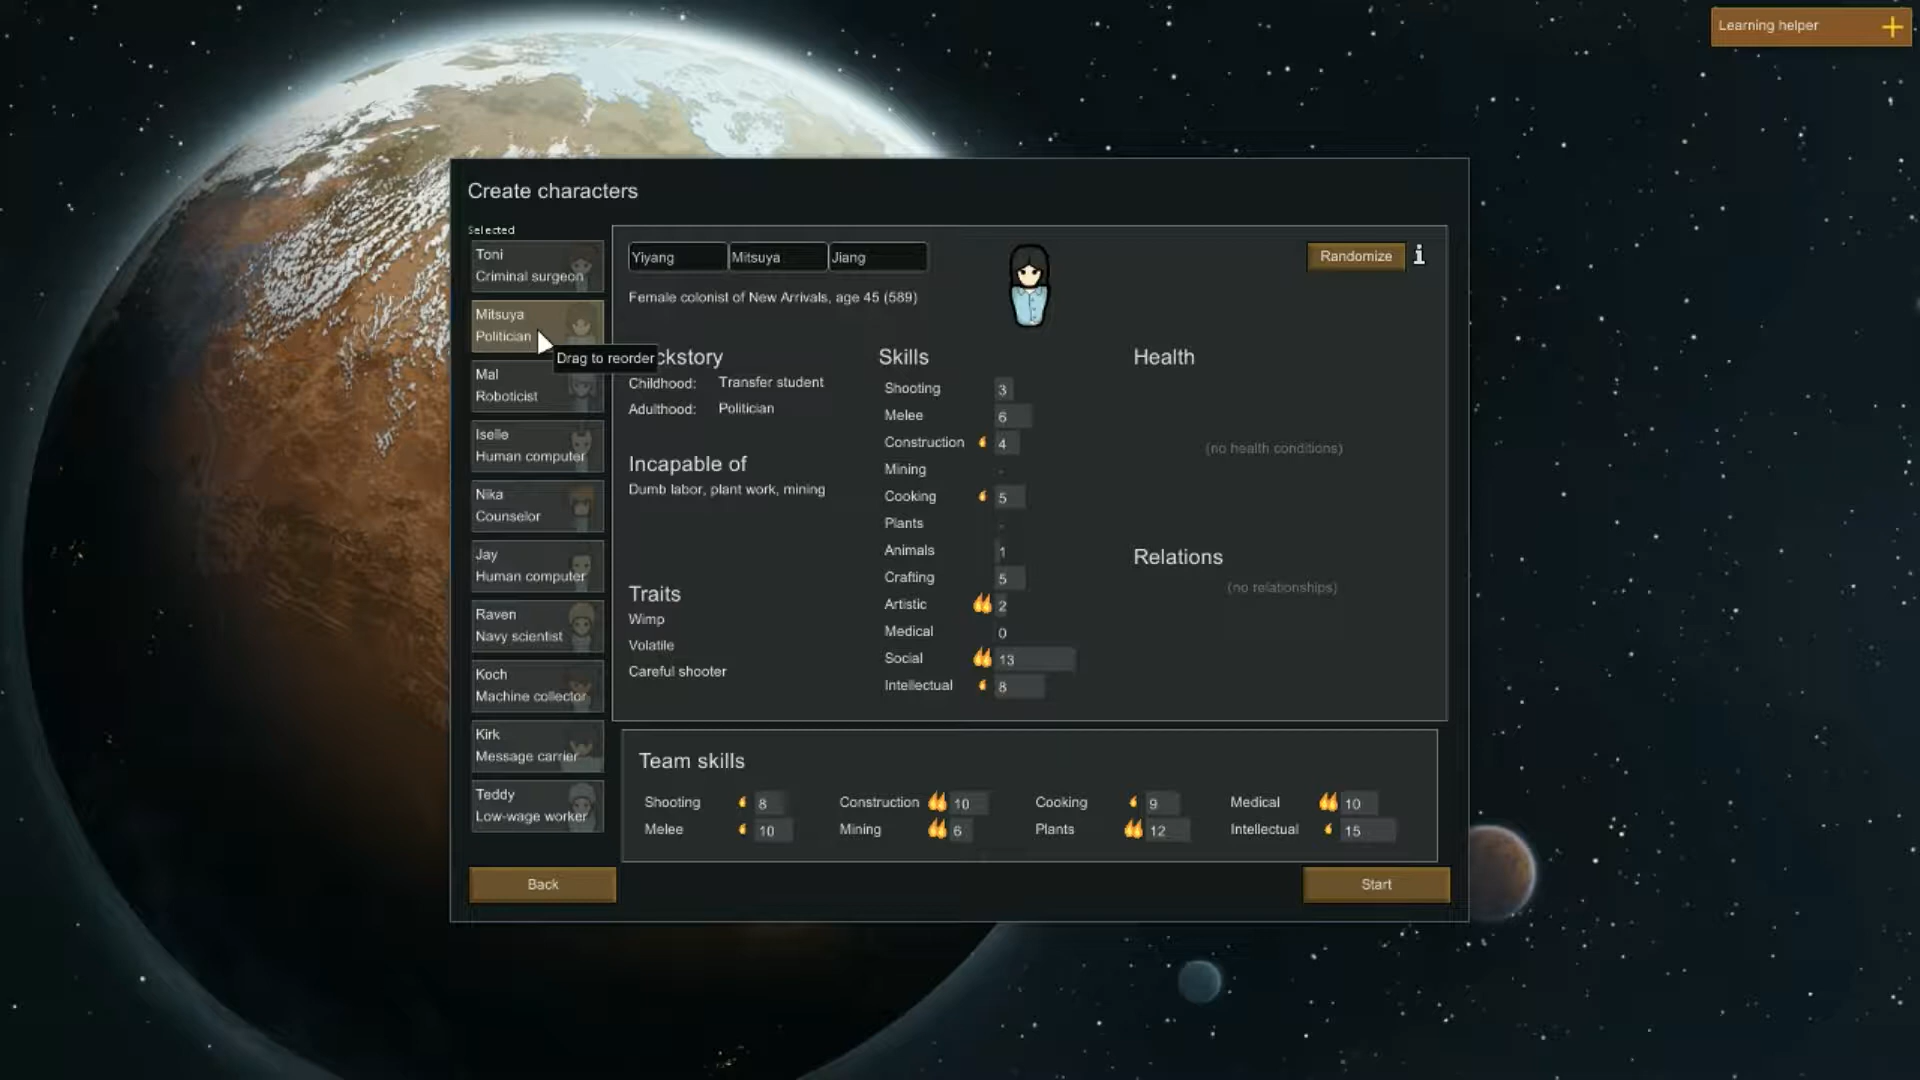 Learning helper
Create characters
Selected
Toni
Criminal surgeon
Mitsuya
Politician
Mal
Roboticist
Iselle
Human computer
Nika
Counselor
Jay
Human computer
Raven
Navy scientist
Koch
Machine collector
Kirk
Message carrier
Teddy
Low-wage worker
Yiyang Mitsuya Jiang
Randomize
Female colonist of New Arrivals, age 45 (589)
Drag to reorder
ckstory
Childhood: Transfer student
Adulthood: Politician
Incapable of
Dumb labor, plant work, mining
Traits
Wimp
Volatile
Careful shooter
Skills
Shooting 3
Melee 6
Construction 4
Mining -
Cooking 5
Plants -
Animals 1
Crafting 5
Artistic 2
Medical 0
Social 13
Intellectual 8
Health
(no health conditions)
Relations
(no relationships)
Team skills
Shooting 8 Construction 10 Cooking 9 Medical 10
Melee 10 Mining 6 Plants 12 Intellectual 15
Back
Start